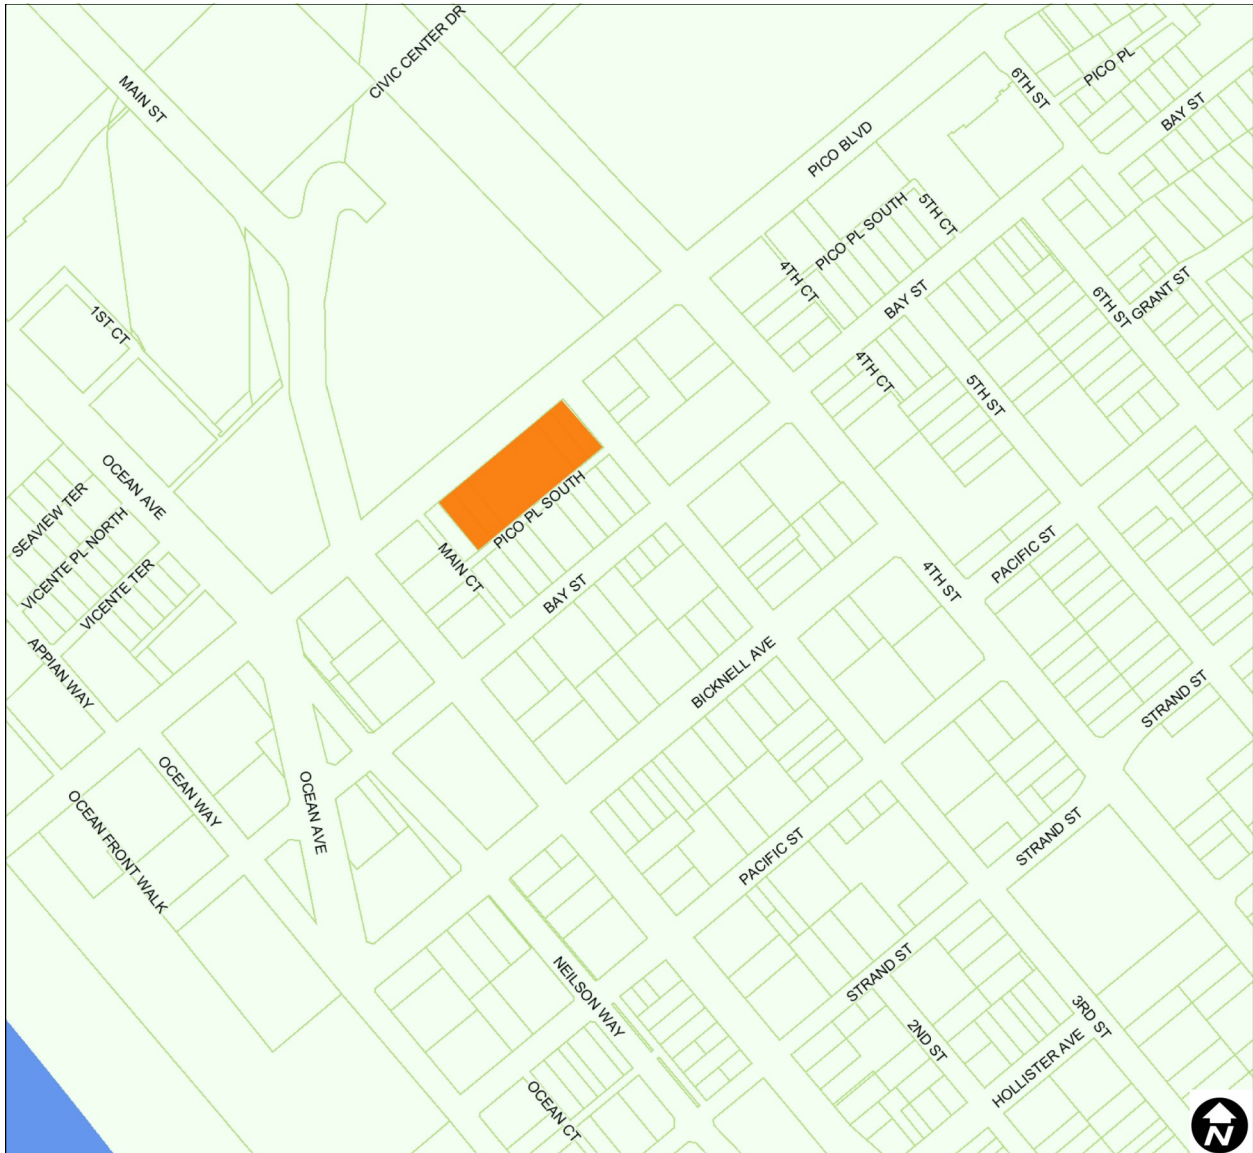 CIVIC CENTER DR
MAIN ST
6TH ST
PICO PL
BAY ST
PICO BLVD
5TH CT
PICO PL SOUTH
4TH CT
BAY ST
6TH ST
GRANT ST
1ST CT
4TH CT
5TH ST
OCEAN AVE
SEAVIEW TER
VICENTE PL NORTH
VICENTE TER
PICO PL SOUTH
MAIN CT
BAY ST
PACIFIC ST
4TH ST
APPIAN WAY
BICKNELL AVE
STRAND ST
OCEAN WAY
OCEAN AVE
OCEAN FRONT WALK
PACIFIC ST
STRAND ST
NEILSON WAY
STRAND ST
3RD ST
2ND ST
HOLLISTER AVE
OCEAN CT
N